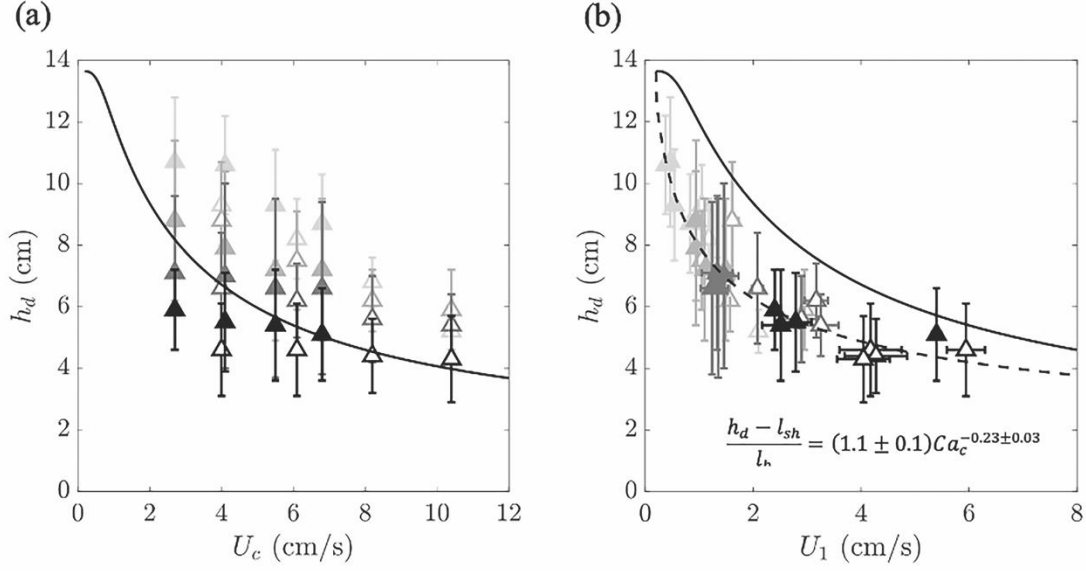 (a)
(b)
14
12
10
8
6
4
2
0
h_d (cm)
0 2 4 6 8 10 12
U_c (cm/s)
14
12
10
8
6
4
2
0
h_d (cm)
(h_d − l_sh)/l_h = (1.1 ± 0.1)Ca_c^{−0.23±0.03}
0 2 4 6 8
U_1 (cm/s)